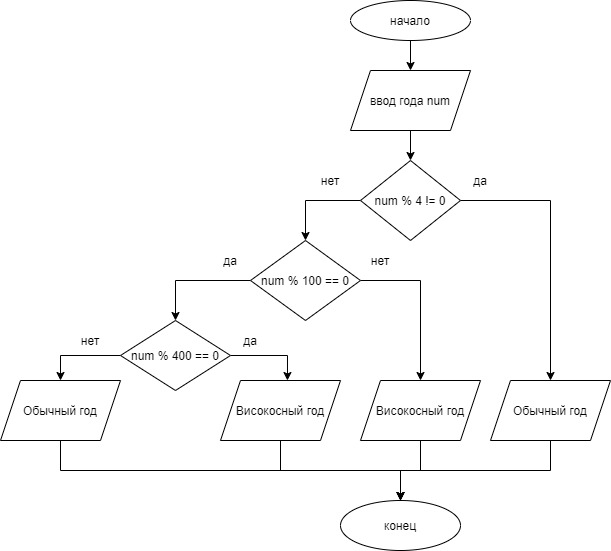 начало
ввод года num
нет
да
num % 4 != 0
да
нет
num % 100 == 0
нет
да
num % 400 == 0
Обычный год
Високосный год
Високосный год
Обычный год
конец